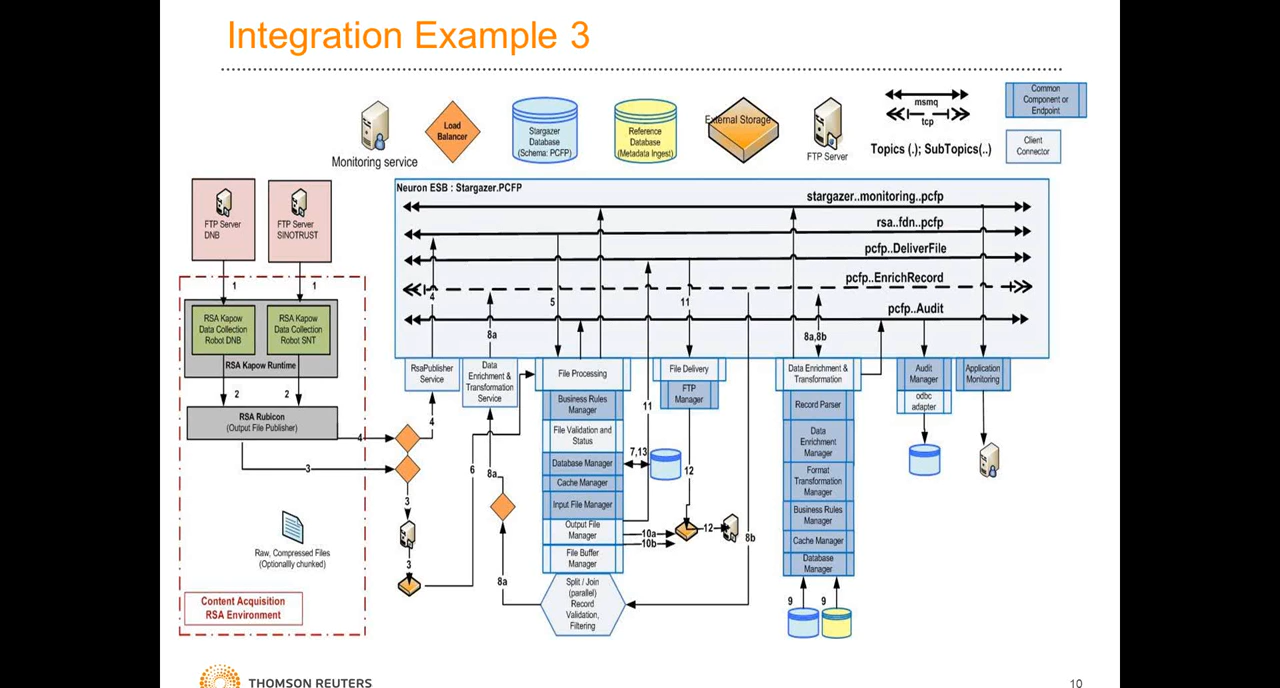 Integration Example 3
Monitoring service
Load
Balancer
Stargazer
Database
(Schema: PCFP)
Reference
Database
(Metadata Ingest)
External Storage
FTP Server
msmq
tcp
Topics (.); SubTopics(..)
Common
Component or
Endpoint
Client
Connector
FTP Server
DNB
FTP Server
SINOTRUST
1
1
RSA Kapow
Data Collection
Robot DNB
RSA Kapow
Data Collection
Robot SNT
RSA Kapow Runtime
2
2
RSA Rubicon
(Output File Publisher)
4
3
Raw, Compressed Files
(Optionallly chunked)
Content Acquisition
RSA Environment
Neuron ESB : Stargazer.PCFP
stargazer..monitoring..pcfp
rsa..fdn..pcfp
pcfp..DeliverFile
pcfp..EnrichRecord
pcfp..Audit
4
8a
5
11
8a,8b
RsaPublisher
Service
4
3
3
Data
Enrichment &
Transformation
Service
6
8a
8a
File Processing
Business Rules
Manager
File Validation and
Status
Database Manager
Cache Manager
Input File Manager
Output File
Manager
File Buffer
Manager
Split / Join
(parallel)
Record
Validation,
Filtering
7,13
11
10a
10b
File Delivery
FTP
Manager
12
12
8b
Data Enrichment &
Transformation
Record Parser
Data
Enrichment
Manager
Format
Transformation
Manager
Business Rules
Manager
Cache Manager
Database
Manager
9
9
Audit
Manager
odbc
adapter
Application
Monitoring
THOMSON REUTERS
10